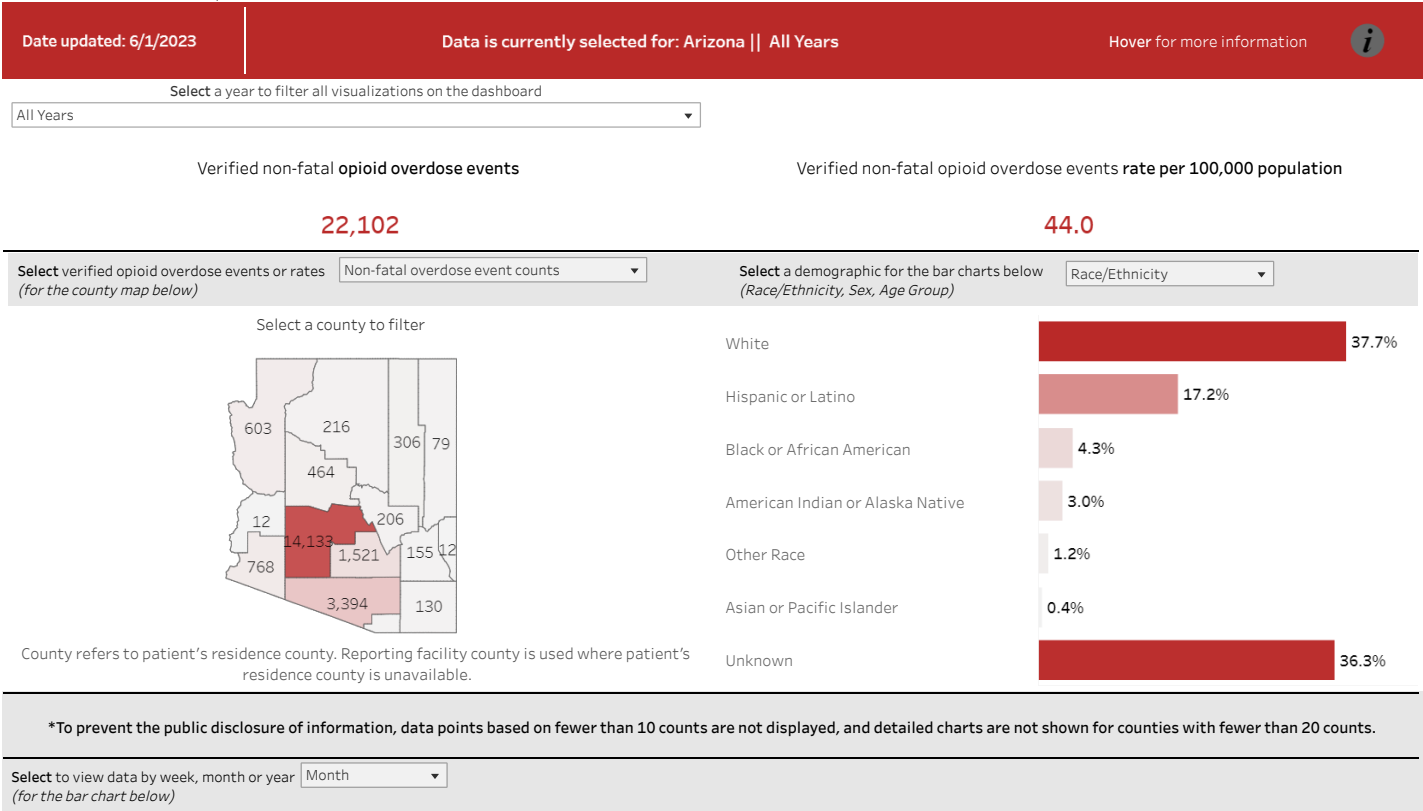 Date updated: 6/1/2023
Data is currently selected for: Arizona || All Years
Hover for more information
i
Select a year to filter all visualizations on the dashboard
All Years
Verified non-fatal opioid overdose events
Verified non-fatal opioid overdose events rate per 100,000 population
22,102
44.0
Select verified opioid overdose events or rates
(for the county map below)
Non-fatal overdose event counts
Select a demographic for the bar charts below
(Race/Ethnicity, Sex, Age Group)
Race/Ethnicity
Select a county to filter
603
216
306
79
464
12
206
14,133
1,521
155
12
768
3,394
130
County refers to patient's residence county. Reporting facility county is used where patient's
residence county is unavailable.
White 37.7%
Hispanic or Latino 17.2%
Black or African American 4.3%
American Indian or Alaska Native 3.0%
Other Race 1.2%
Asian or Pacific Islander 0.4%
Unknown 36.3%
*To prevent the public disclosure of information, data points based on fewer than 10 counts are not displayed, and detailed charts are not shown for counties with fewer than 20 counts.
Select to view data by week, month or year
Month
(for the bar chart below)